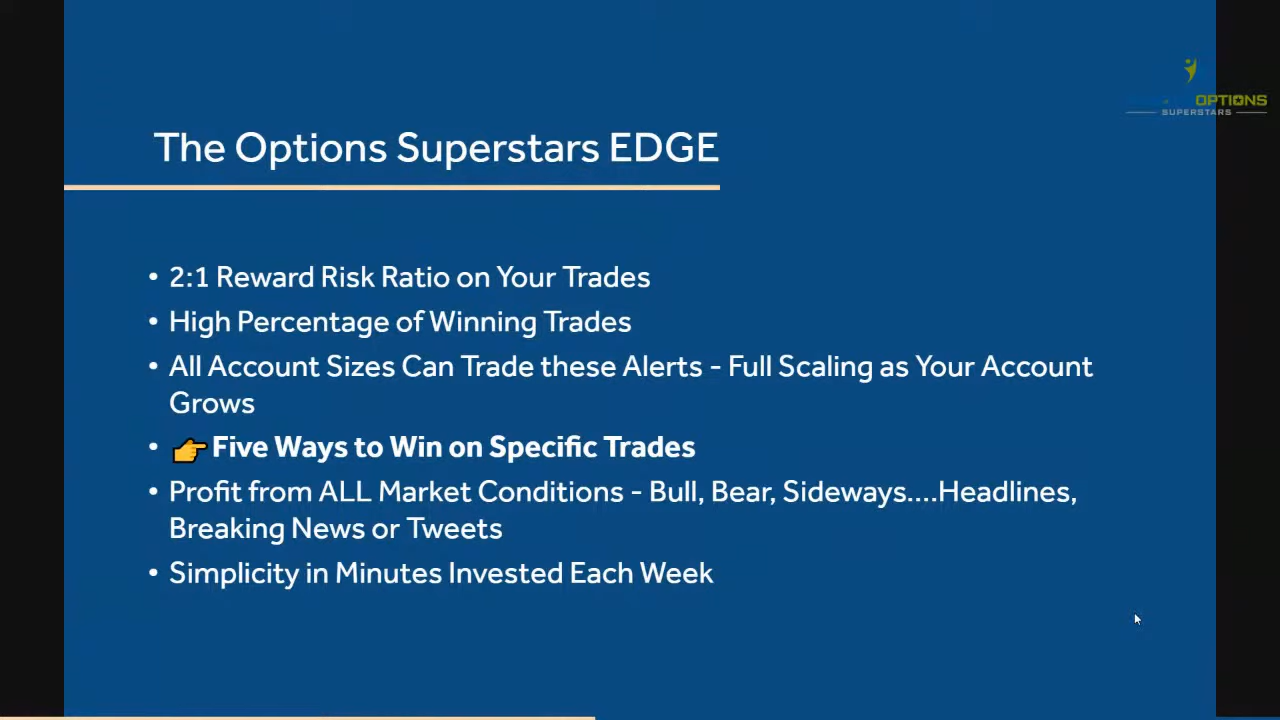 OPTIONS
SUPERSTARS
The Options Superstars EDGE
• 2:1 Reward Risk Ratio on Your Trades
• High Percentage of Winning Trades
• All Account Sizes Can Trade these Alerts - Full Scaling as Your Account
Grows
• 👉Five Ways to Win on Specific Trades
• Profit from ALL Market Conditions - Bull, Bear, Sideways....Headlines,
Breaking News or Tweets
• Simplicity in Minutes Invested Each Week